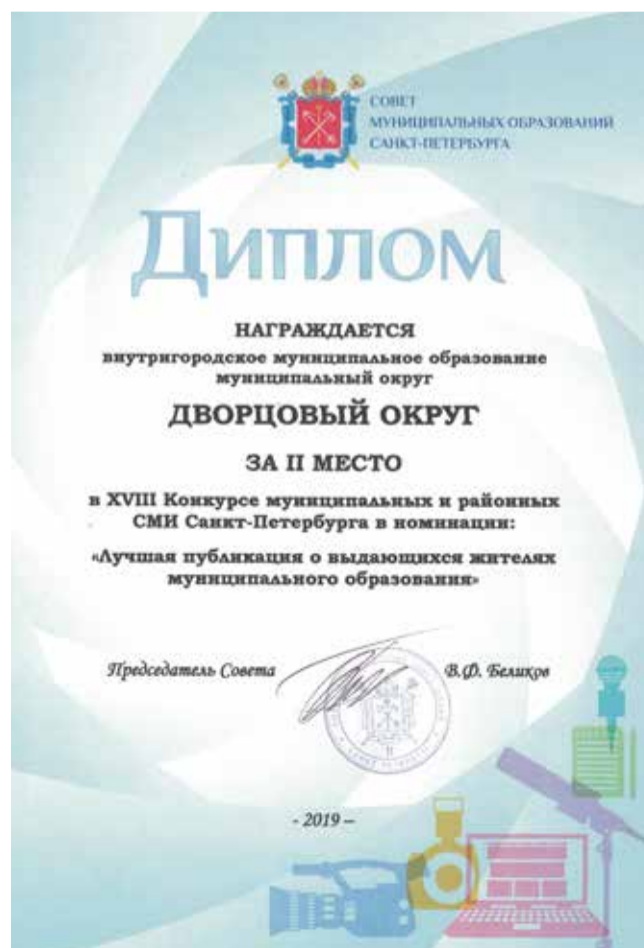 СОВЕТ
МУНИЦИПАЛЬНЫХ ОБРАЗОВАНИЙ
САНКТ-ПЕТЕРБУРГА
Диплом
НАГРАЖДАЕТСЯ
внутригородское муниципальное образование
муниципальный округ
ДВОРЦОВЫЙ ОКРУГ
ЗА II МЕСТО
в XVIII Конкурсе муниципальных и районных
СМИ Санкт-Петербурга в номинации:
«Лучшая публикация о выдающихся жителях
муниципального образования»
Председатель Совета В.Ф. Беликов
- 2019 –